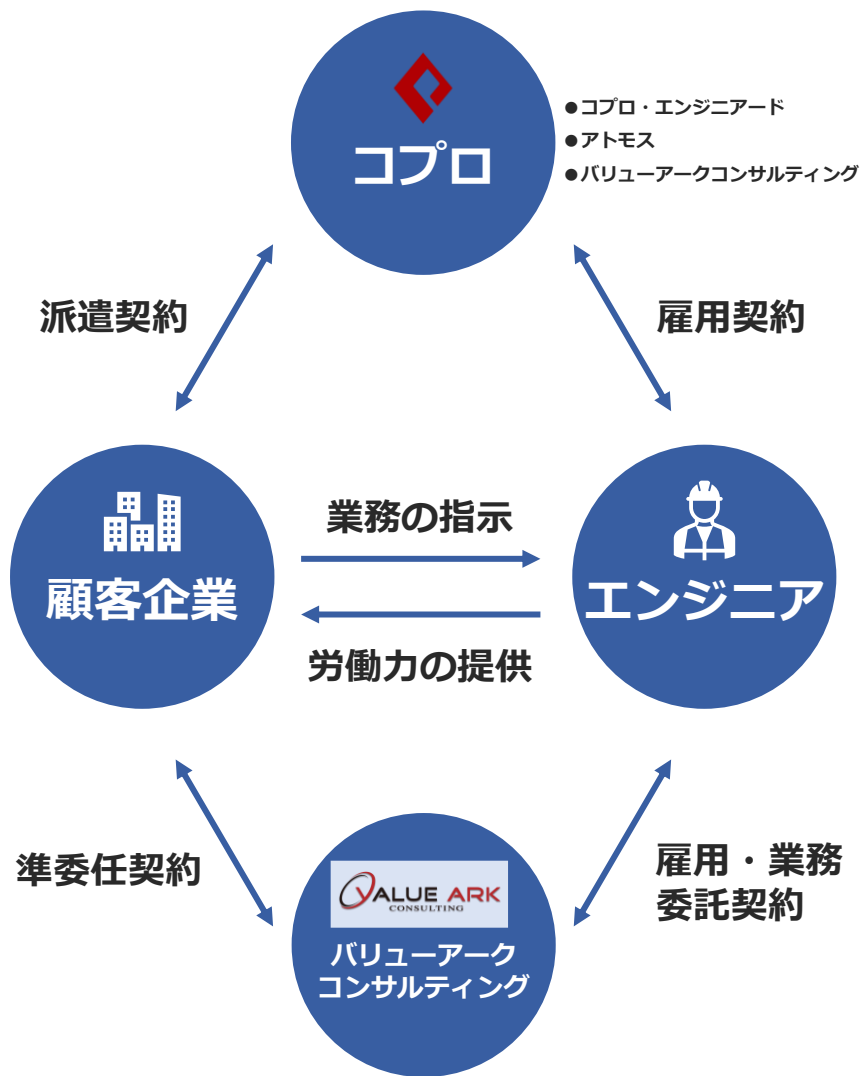 コプロ
●コプロ・エンジニアード
●アトモス
●バリューアークコンサルティング
派遣契約
雇用契約
顧客企業
業務の指示
労働力の提供
エンジニア
準委任契約
雇用・業務
委託契約
VALUE ARK
CONSULTING
バリューアーク
コンサルティング